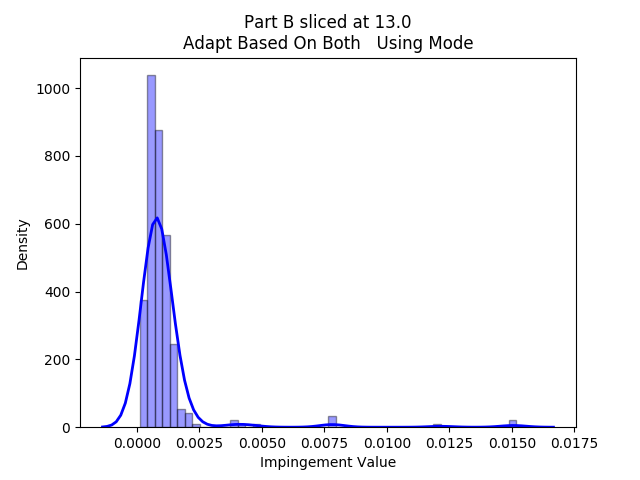 Part B sliced at 13.0
Adapt Based On Both   Using Mode
1000
800
600
400
200
0
Density
0.0000 0.0025 0.0050 0.0075 0.0100 0.0125 0.0150 0.0175
Impingement Value